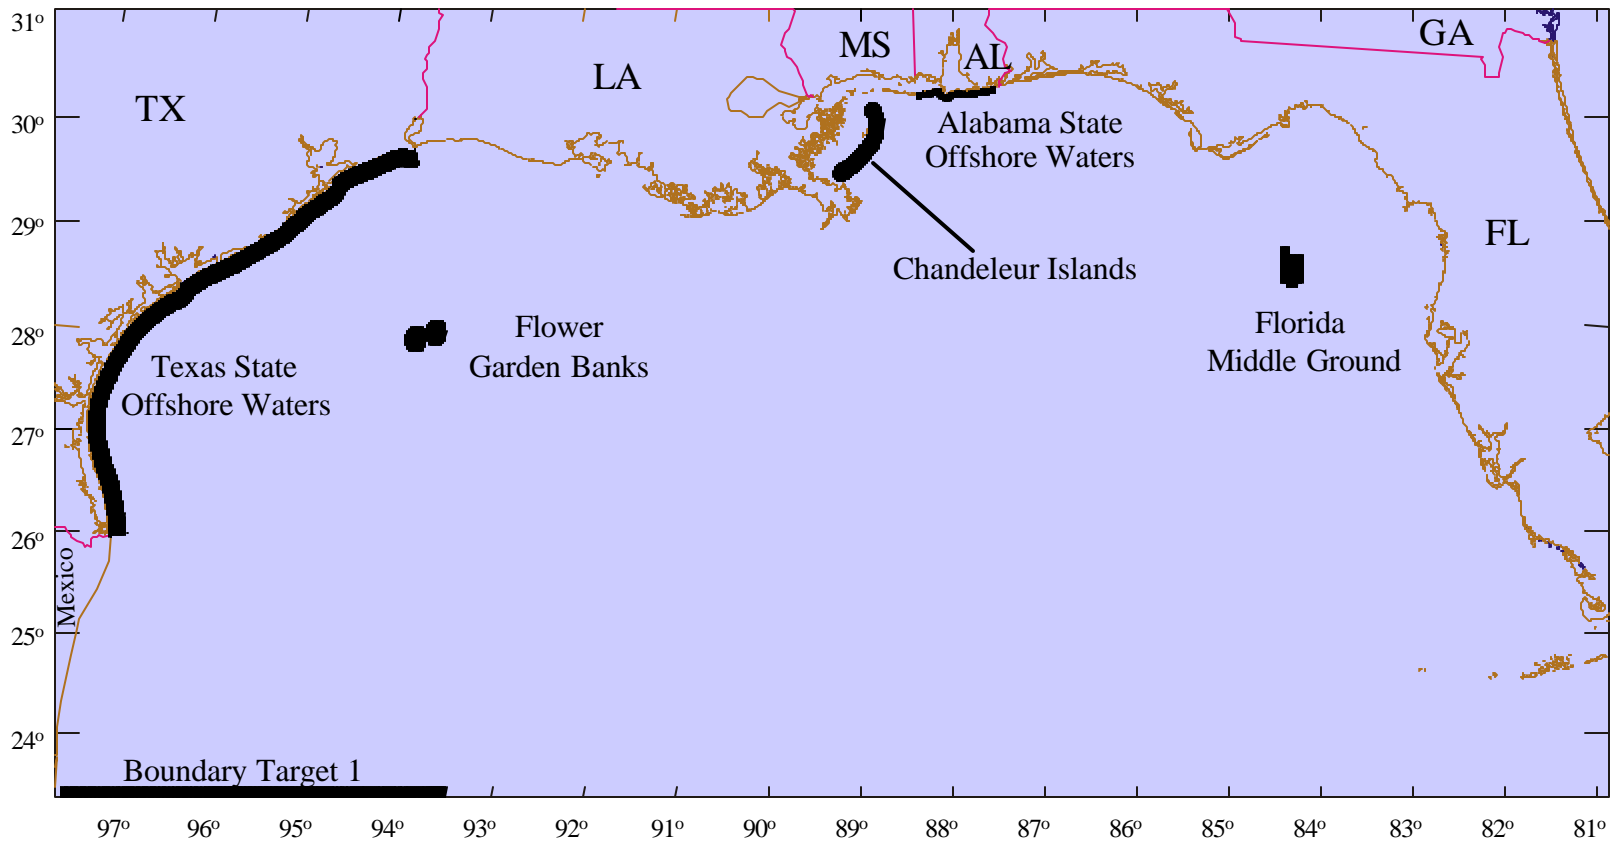 31°
GA
MS
AL
LA
TX
30°
Alabama State
Offshore Waters
29°
FL
Chandeleur Islands
28°
Flower
Garden Banks
Florida
Middle Ground
Texas State
Offshore Waters
27°
26°
Mexico
25°
24°
Boundary Target 1
97° 96° 95° 94° 93° 92° 91° 90° 89° 88° 87° 86° 85° 84° 83° 82° 81°